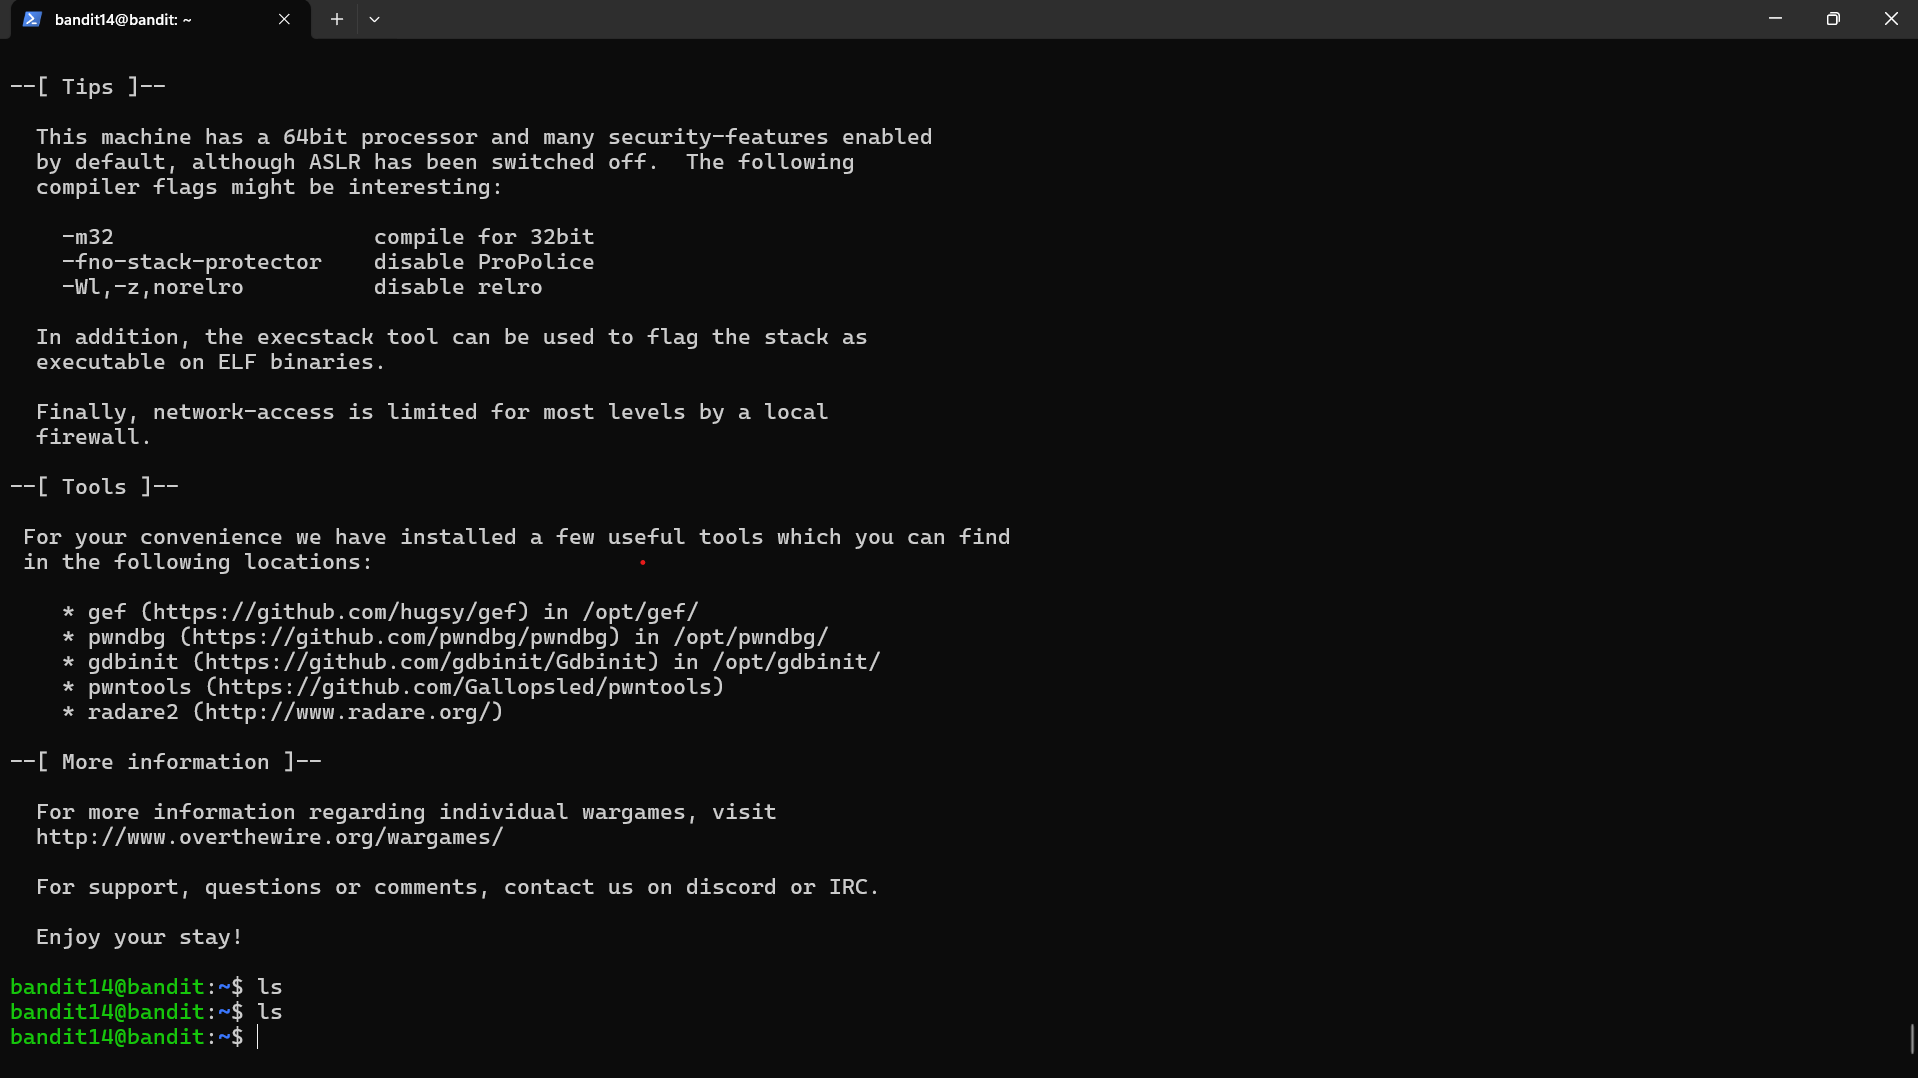 bandit14@bandit: ~
--[ Tips ]--
This machine has a 64bit processor and many security-features enabled
by default, although ASLR has been switched off.  The following
compiler flags might be interesting:
-m32                    compile for 32bit
-fno-stack-protector    disable ProPolice
-Wl,-z,norelro          disable relro
In addition, the execstack tool can be used to flag the stack as
executable on ELF binaries.
Finally, network-access is limited for most levels by a local
firewall.
--[ Tools ]--
For your convenience we have installed a few useful tools which you can find
in the following locations:
* gef (https://github.com/hugsy/gef) in /opt/gef/
* pwndbg (https://github.com/pwndbg/pwndbg) in /opt/pwndbg/
* gdbinit (https://github.com/gdbinit/Gdbinit) in /opt/gdbinit/
* pwntools (https://github.com/Gallopsled/pwntools)
* radare2 (http://www.radare.org/)
--[ More information ]--
For more information regarding individual wargames, visit
http://www.overthewire.org/wargames/
For support, questions or comments, contact us on discord or IRC.
Enjoy your stay!
bandit14@bandit:~$ ls
bandit14@bandit:~$ ls
bandit14@bandit:~$